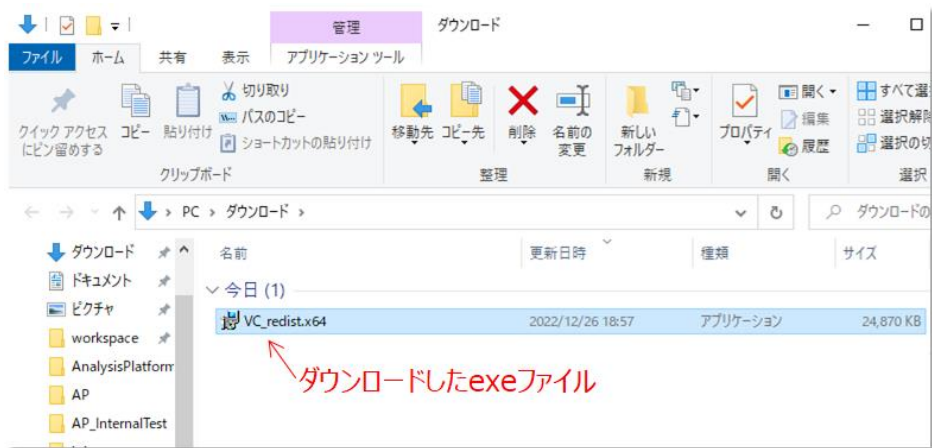 管理
ダウンロード
ファイル
ホーム
共有
表示
アプリケーション ツール
クイック アクセス
にピン留めする
コピー
貼り付け
切り取り
パスのコピー
ショートカットの貼り付け
クリップボード
移動先
コピー先
削除
名前の
変更
整理
新しい
フォルダー
新規
プロパティ
開く
編集
履歴
開く
すべて選
選択解除
選択の切
選択
PC › ダウンロード ›
ダウンロードの
ダウンロード
ドキュメント
ピクチャ
workspace
AnalysisPlatform
AP
AP_InternalTest
名前
更新日時
種類
サイズ
今日 (1)
VC_redist.x64
2022/12/26 18:57
アプリケーション
24,870 KB
ダウンロードしたexeファイル